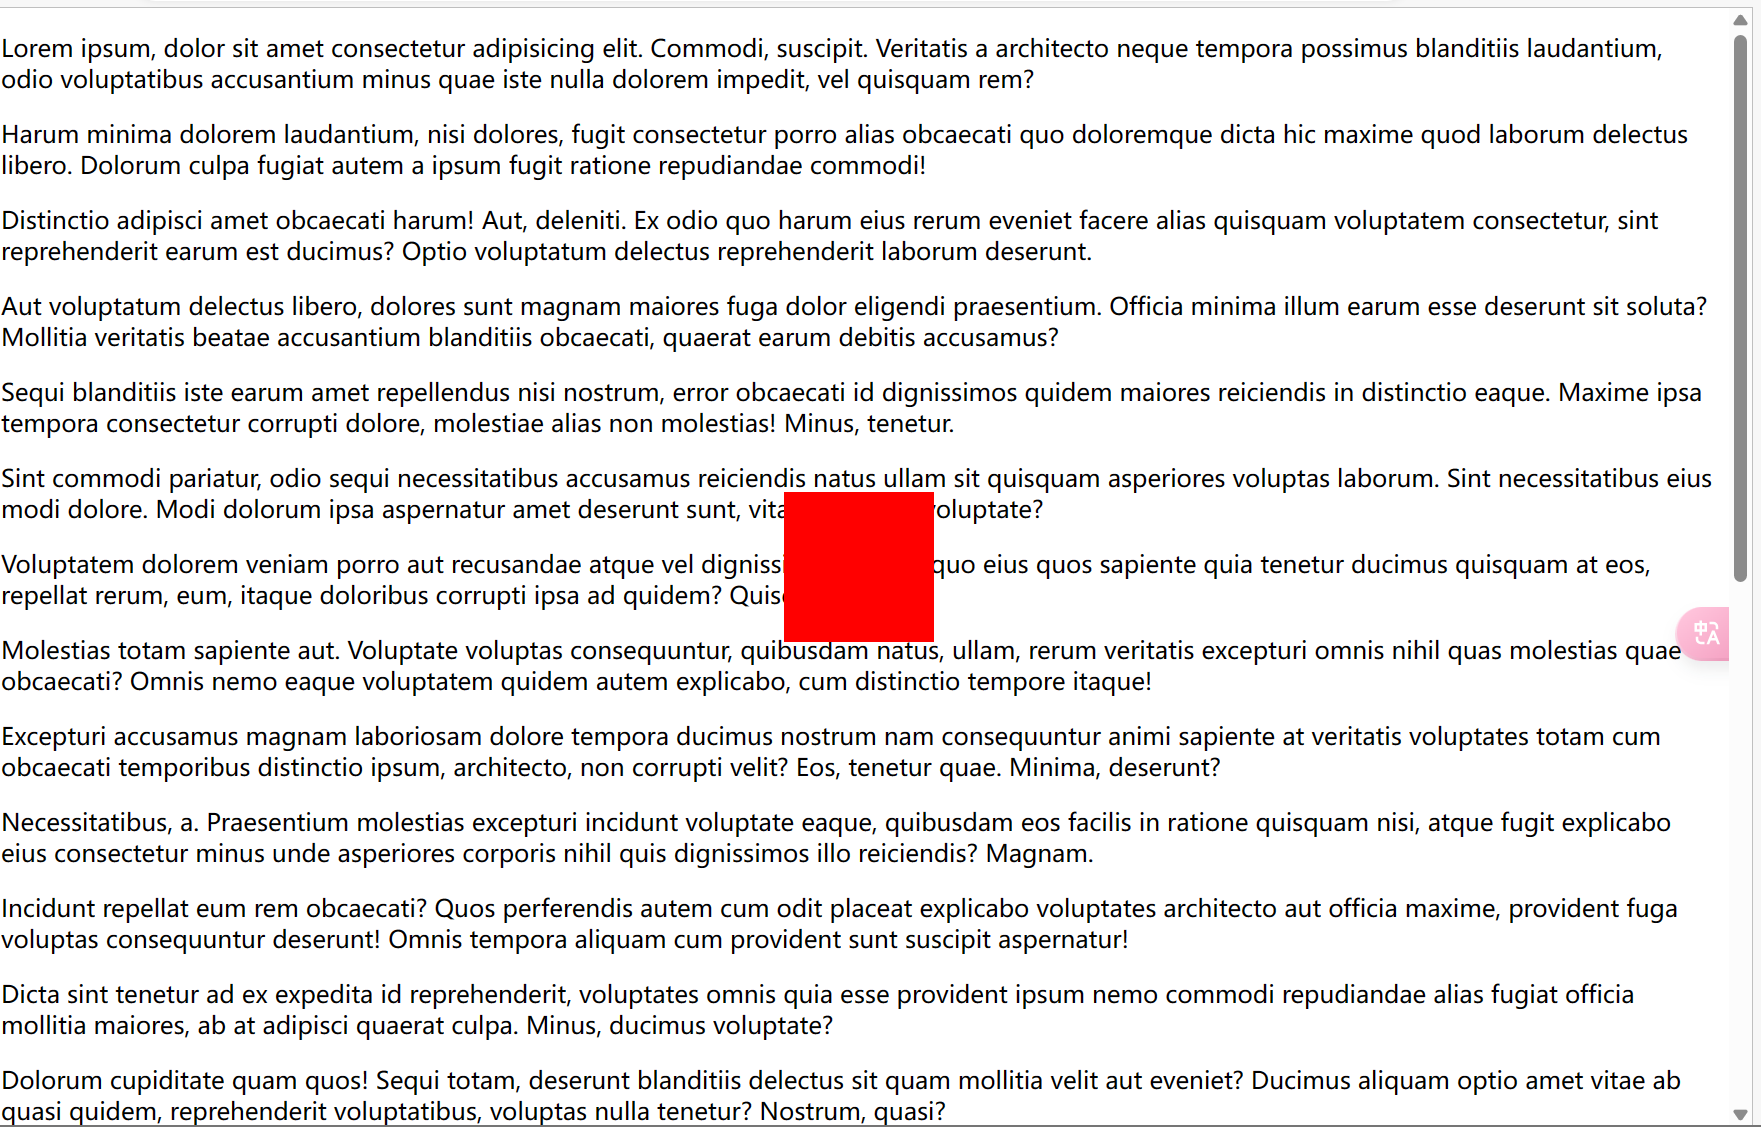 Lorem ipsum, dolor sit amet consectetur adipisicing elit. Commodi, suscipit. Veritatis a architecto neque tempora possimus blanditiis laudantium,
odio voluptatibus accusantium minus quae iste nulla dolorem impedit, vel quisquam rem?
Harum minima dolorem laudantium, nisi dolores, fugit consectetur porro alias obcaecati quo doloremque dicta hic maxime quod laborum delectus
libero. Dolorum culpa fugiat autem a ipsum fugit ratione repudiandae commodi!
Distinctio adipisci amet obcaecati harum! Aut, deleniti. Ex odio quo harum eius rerum eveniet facere alias quisquam voluptatem consectetur, sint
reprehenderit earum est ducimus? Optio voluptatum delectus reprehenderit laborum deserunt.
Aut voluptatum delectus libero, dolores sunt magnam maiores fuga dolor eligendi praesentium. Officia minima illum earum esse deserunt sit soluta?
Mollitia veritatis beatae accusantium blanditiis obcaecati, quaerat earum debitis accusamus?
Sequi blanditiis iste earum amet repellendus nisi nostrum, error obcaecati id dignissimos quidem maiores reiciendis in distinctio eaque. Maxime ipsa
tempora consectetur corrupti dolore, molestiae alias non molestias! Minus, tenetur.
Sint commodi pariatur, odio sequi necessitatibus accusamus reiciendis natus ullam sit quisquam asperiores voluptas laborum. Sint necessitatibus eius
modi dolore. Modi dolorum ipsa aspernatur amet deserunt sunt, voluptate?
Voluptatem dolorem veniam porro aut recusandae atque vel quo eius quos sapiente quia tenetur ducimus quisquam at eos,
repellat rerum, eum, itaque doloribus corrupti ipsa ad quidem?
Molestias totam sapiente aut. Voluptate voluptas consequuntur, quibusdam natus, ullam, rerum veritatis excepturi omnis nihil quas molestias quae
obcaecati? Omnis nemo eaque voluptatem quidem autem explicabo, cum distinctio tempore itaque!
Excepturi accusamus magnam laboriosam dolore tempora ducimus nostrum nam consequuntur animi sapiente at veritatis voluptates totam cum
obcaecati temporibus distinctio ipsum, architecto, non corrupti velit? Eos, tenetur quae. Minima, deserunt?
Necessitatibus, a. Praesentium molestias excepturi incidunt voluptate eaque, quibusdam eos facilis in ratione quisquam nisi, atque fugit explicabo
eius consectetur minus unde asperiores corporis nihil quis dignissimos illo reiciendis? Magnam.
Incidunt repellat eum rem obcaecati? Quos perferendis autem cum odit placeat explicabo voluptates architecto aut officia maxime, provident fuga
voluptas consequuntur deserunt! Omnis tempora aliquam cum provident sunt suscipit aspernatur!
Dicta sint tenetur ad ex expedita id reprehenderit, voluptates omnis quia esse provident ipsum nemo commodi repudiandae alias fugiat officia
mollitia maiores, ab at adipisci quaerat culpa. Minus, ducimus voluptate?
Dolorum cupiditate quam quos! Sequi totam, deserunt blanditiis delectus sit quam mollitia velit aut eveniet? Ducimus aliquam optio amet vitae ab
quasi quidem, reprehenderit voluptatibus, voluptas nulla tenetur? Nostrum, quasi?